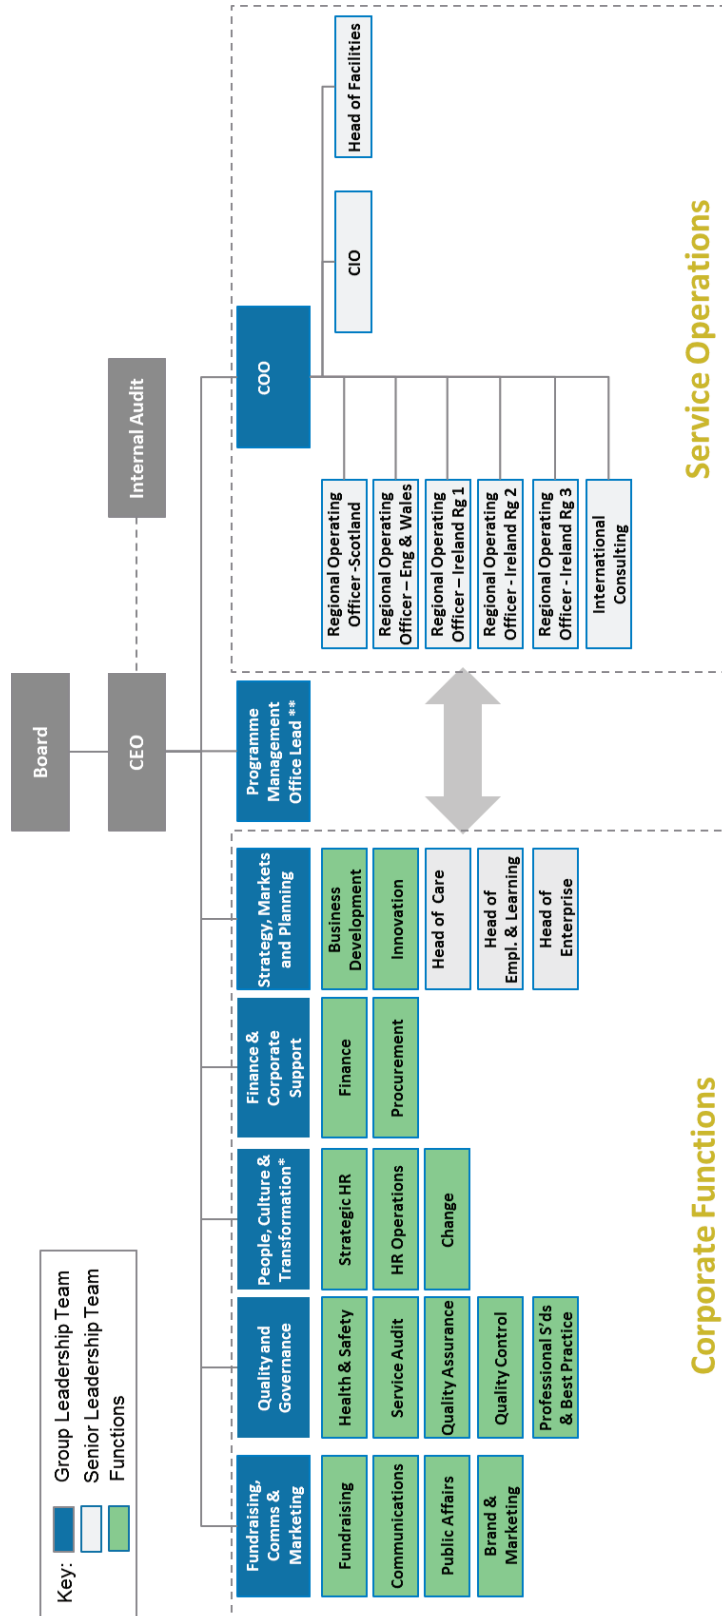 Key:
Group Leadership Team
Senior Leadership Team
Functions
Board
CEO
Internal Audit
Fundraising,
Comms &
Marketing
Quality and
Governance
People, Culture &
Transformation*
Finance &
Corporate
Support
Strategy, Markets
and Planning
Programme
Management
Office Lead **
COO
Fundraising
Communications
Public Affairs
Brand &
Marketing
Health & Safety
Service Audit
Quality Assurance
Quality Control
Professional S'ds
& Best Practice
Strategic HR
HR Operations
Change
Finance
Procurement
Business
Development
Innovation
Head of Care
Head of
Empl. & Learning
Head of
Enterprise
Regional Operating
Officer -Scotland
Regional Operating
Officer – Eng & Wales
Regional Operating
Officer – Ireland Rg 1
Regional Operating
Officer - Ireland Rg 2
Regional Operating
Officer - Ireland Rg 3
International
Consulting
CIO
Head of Facilities
Corporate Functions
Service Operations